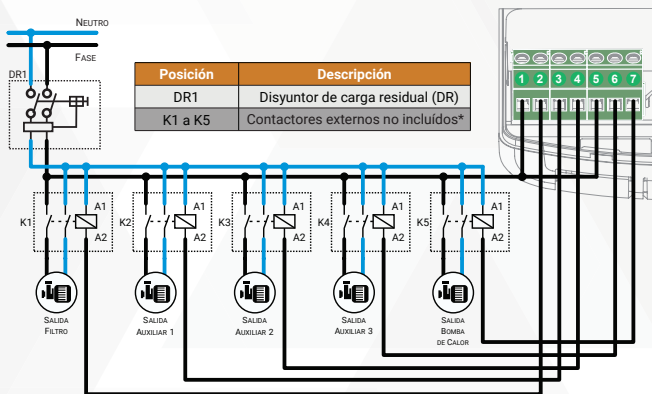 NEUTRO
FASE
DR1
Posición Descripción
DR1 Disyuntor de carga residual (DR)
K1 a K5 Contactores externos no incluídos*
1 2 3 4 5 6 7
K1 A1 A2
K2 A1 A2
K3 A1 A2
K4 A1 A2
K5 A1 A2
SALIDA
FILTRO
SALIDA
AUXILIAR 1
SALIDA
AUXILIAR 2
SALIDA
AUXILIAR 3
SALIDA
BOMBA
DE CALOR